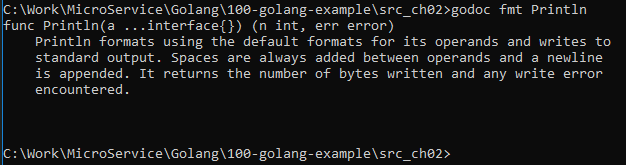 C:\Work\MicroService\Golang\100-golang-example\src_ch02>godoc fmt Println
func Println(a ...interface{}) (n int, err error)
    Println formats using the default formats for its operands and writes to
    standard output. Spaces are always added between operands and a newline
    is appended. It returns the number of bytes written and any write error
    encountered.
C:\Work\MicroService\Golang\100-golang-example\src_ch02>